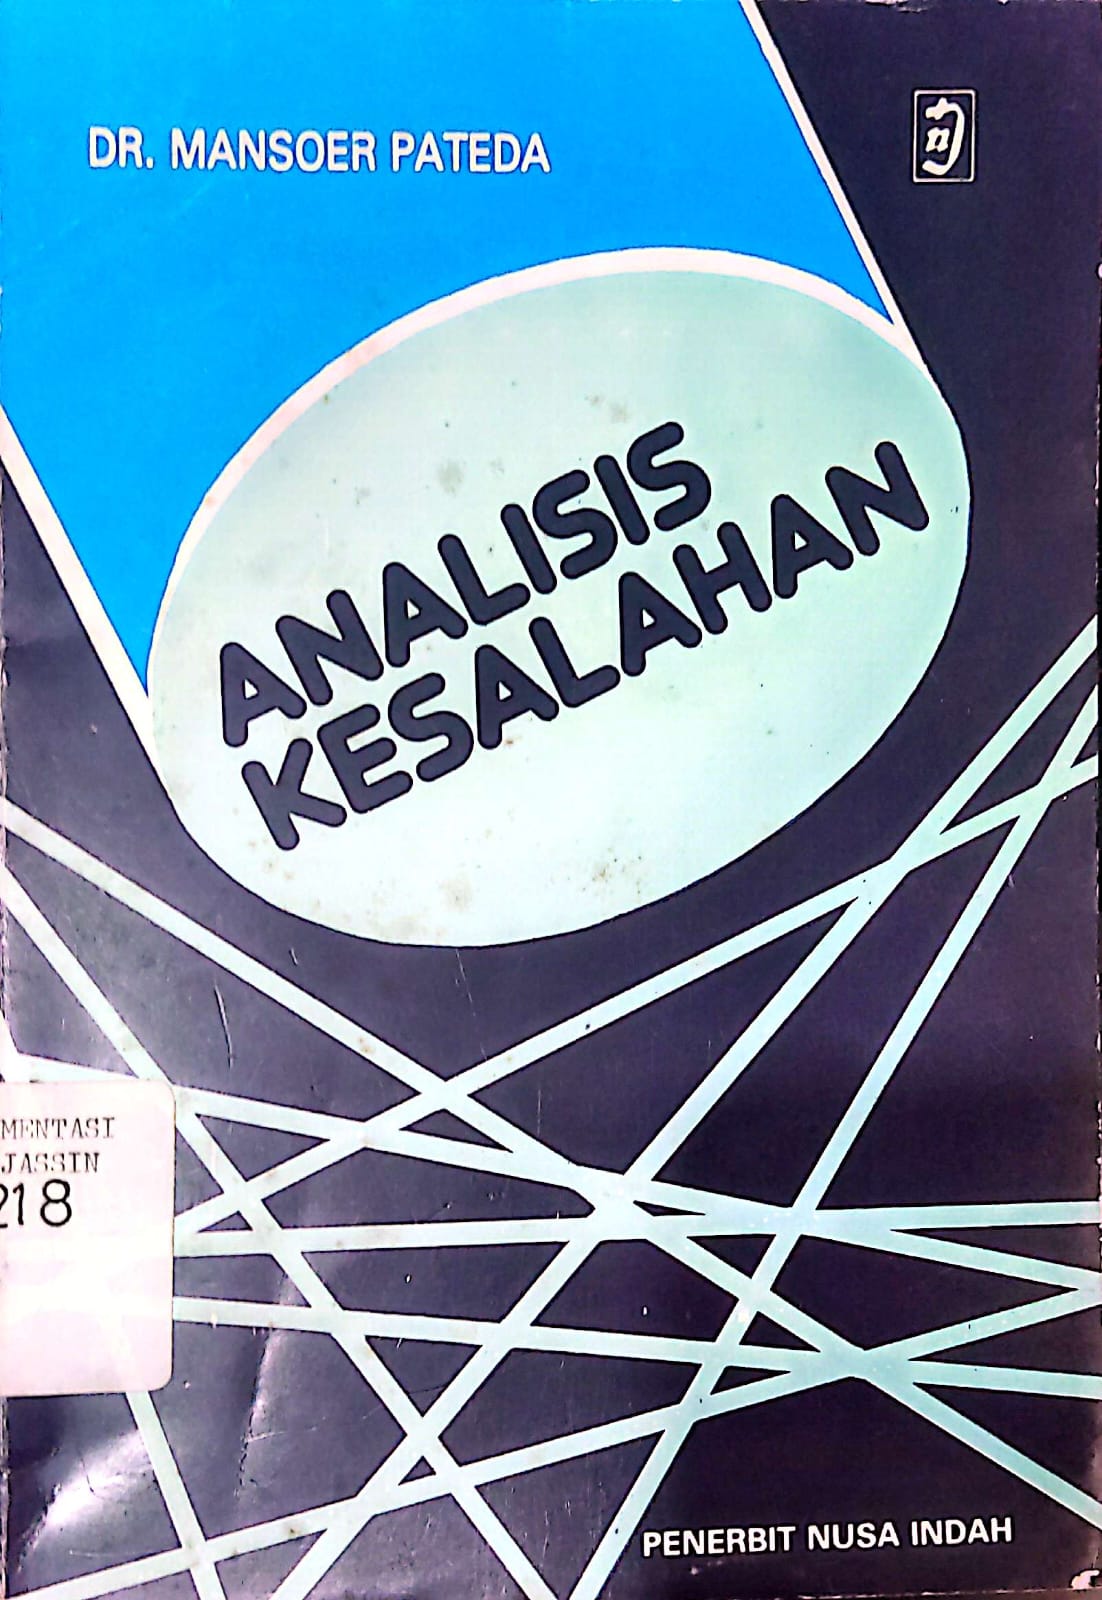 DR. MANSOER PATEDA
ANALISIS
KESALAHAN
MENTASI
JASSIN
218
PENERBIT NUSA INDAH